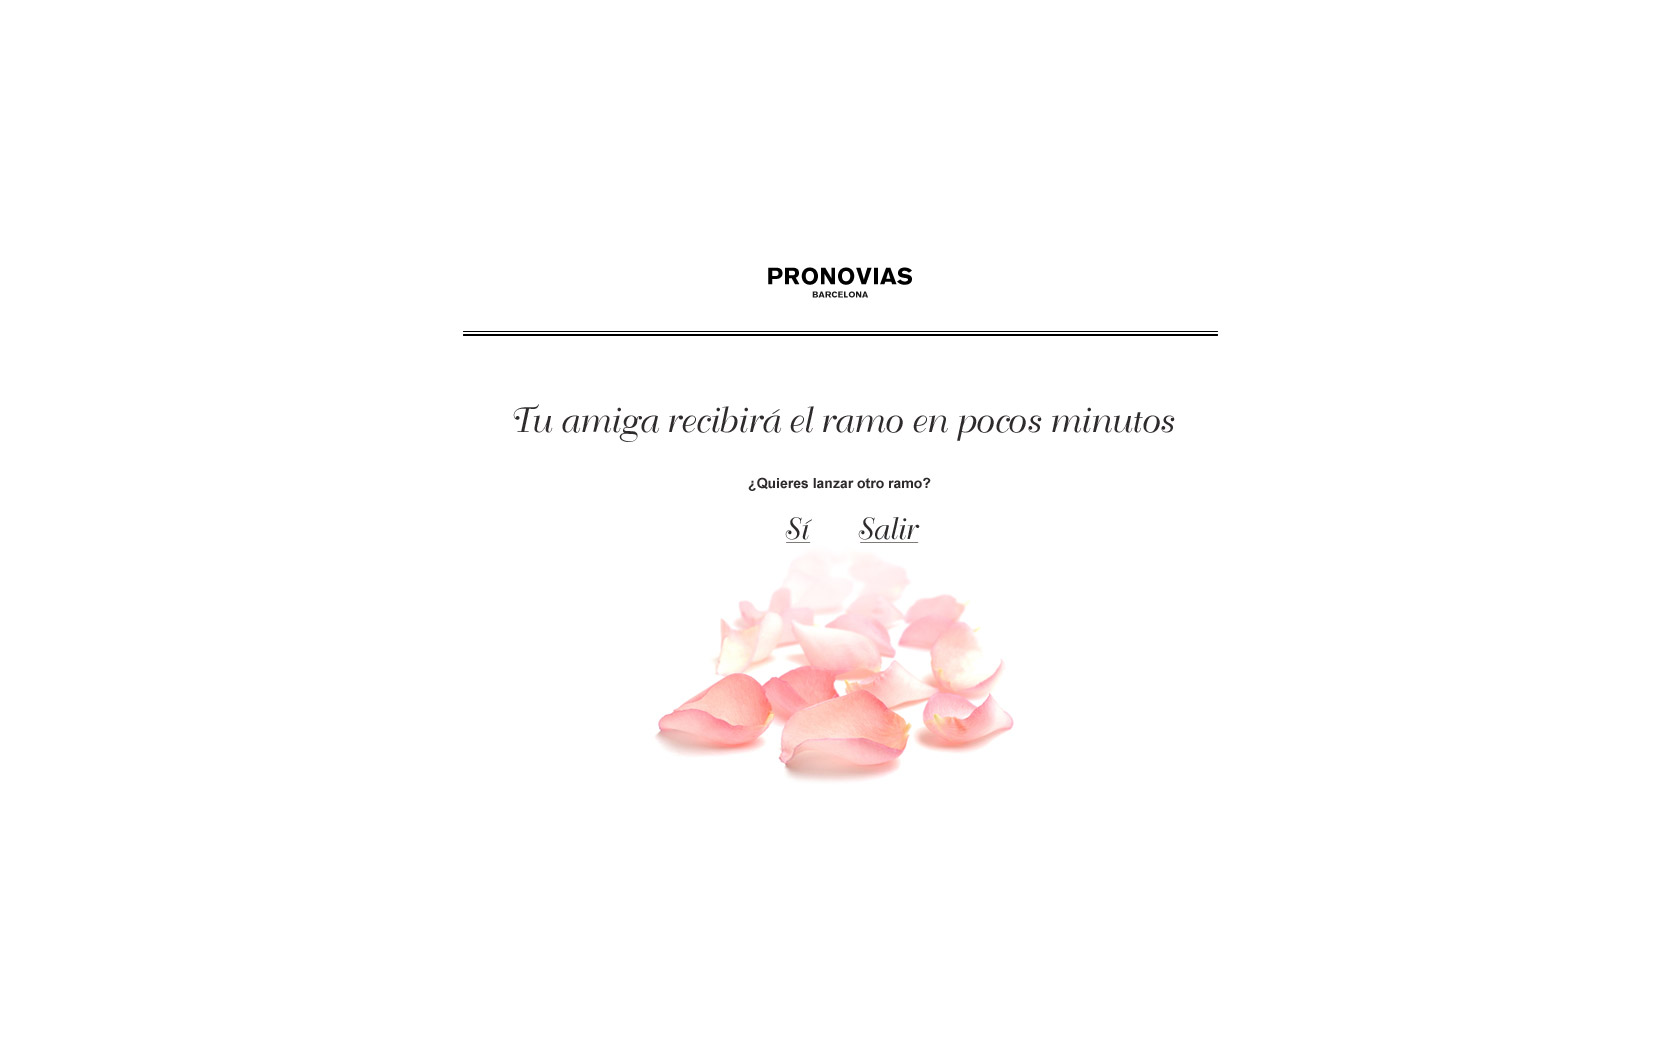 PRONOVIAS
BARCELONA
Tu amiga recibirá el ramo en pocos minutos
¿Quieres lanzar otro ramo?
Sí Salir